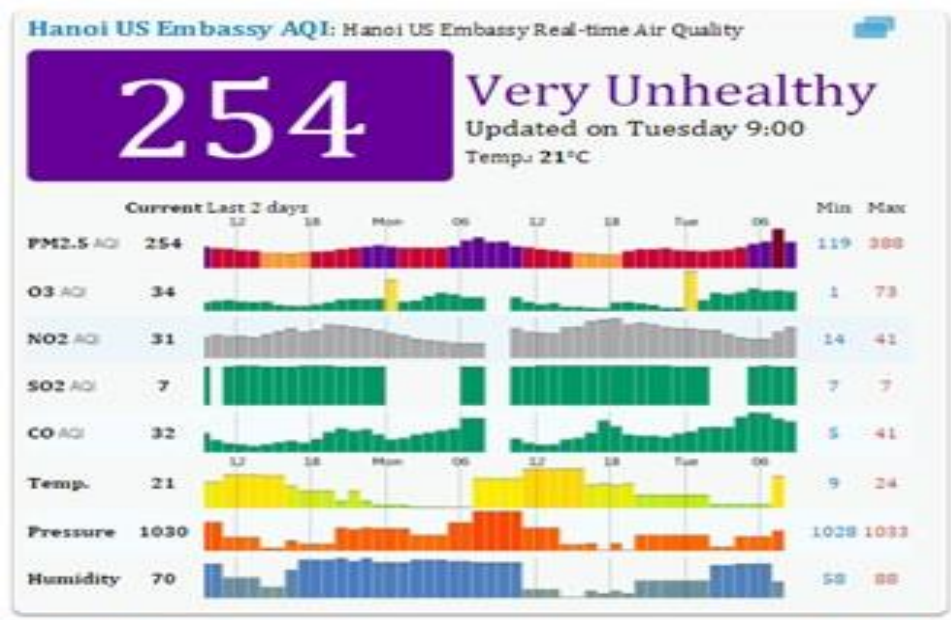 Hanoi US Embassy AQI: Hanoi US Embassy Real-time Air Quality
254
Very Unhealthy
Updated on Tuesday 9:00
Temp.: 21°C
Current Last 2 days Min Max
12 18 Mon 06 12 18 Tue 06
PM2.5 AQI 254 119 388
O3 AQI 34 1 73
NO2 AQI 31 14 41
SO2 AQI 7 7 7
CO AQI 32 5 41
12 18 Mon 06 12 18 Tue 06
Temp. 21 9 24
Pressure 1030 1028 1033
Humidity 70 58 88